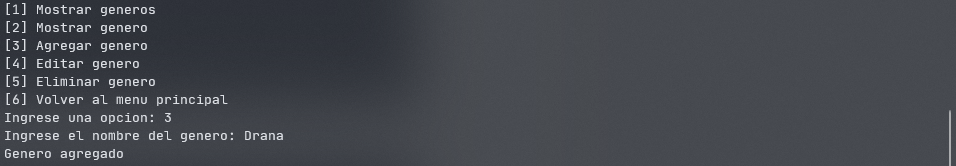 [1] Mostrar generos
[2] Mostrar genero
[3] Agregar genero
[4] Editar genero
[5] Eliminar genero
[6] Volver al menu principal
Ingrese una opcion: 3
Ingrese el nombre del genero: Drana
Genero agregado